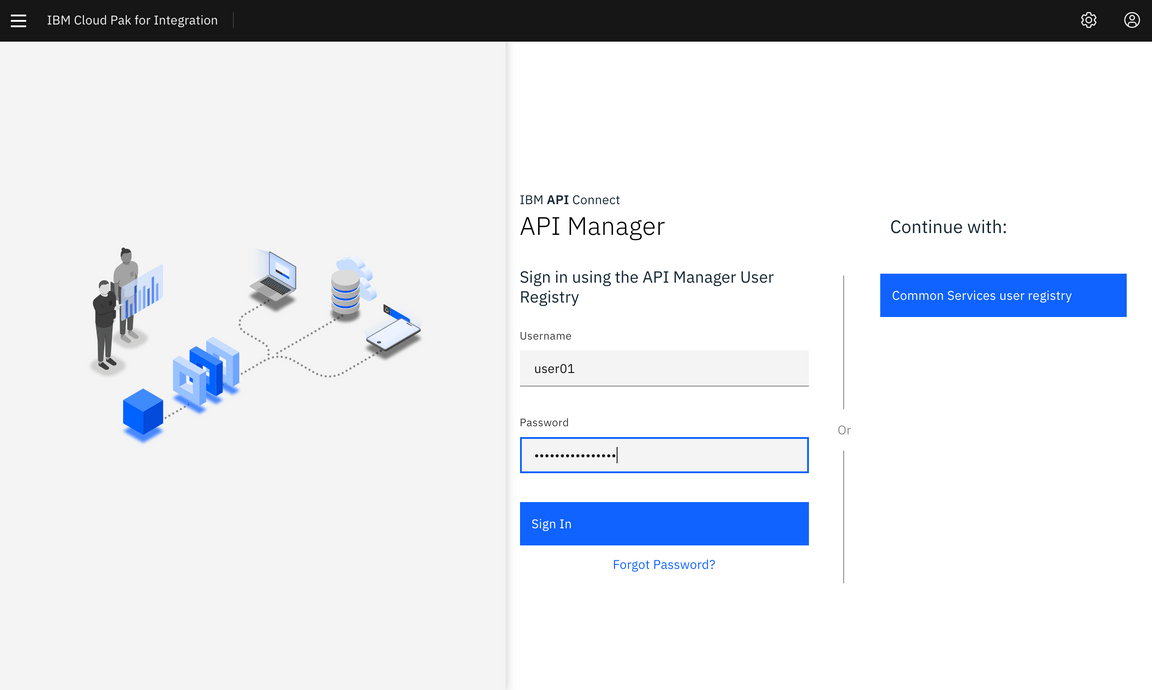 IBM Cloud Pak for Integration
IBM API Connect
API Manager
Sign in using the API Manager User
Registry
Username
user01
Password
••••••••••••••••
Sign In
Forgot Password?
Or
Continue with:
Common Services user registry